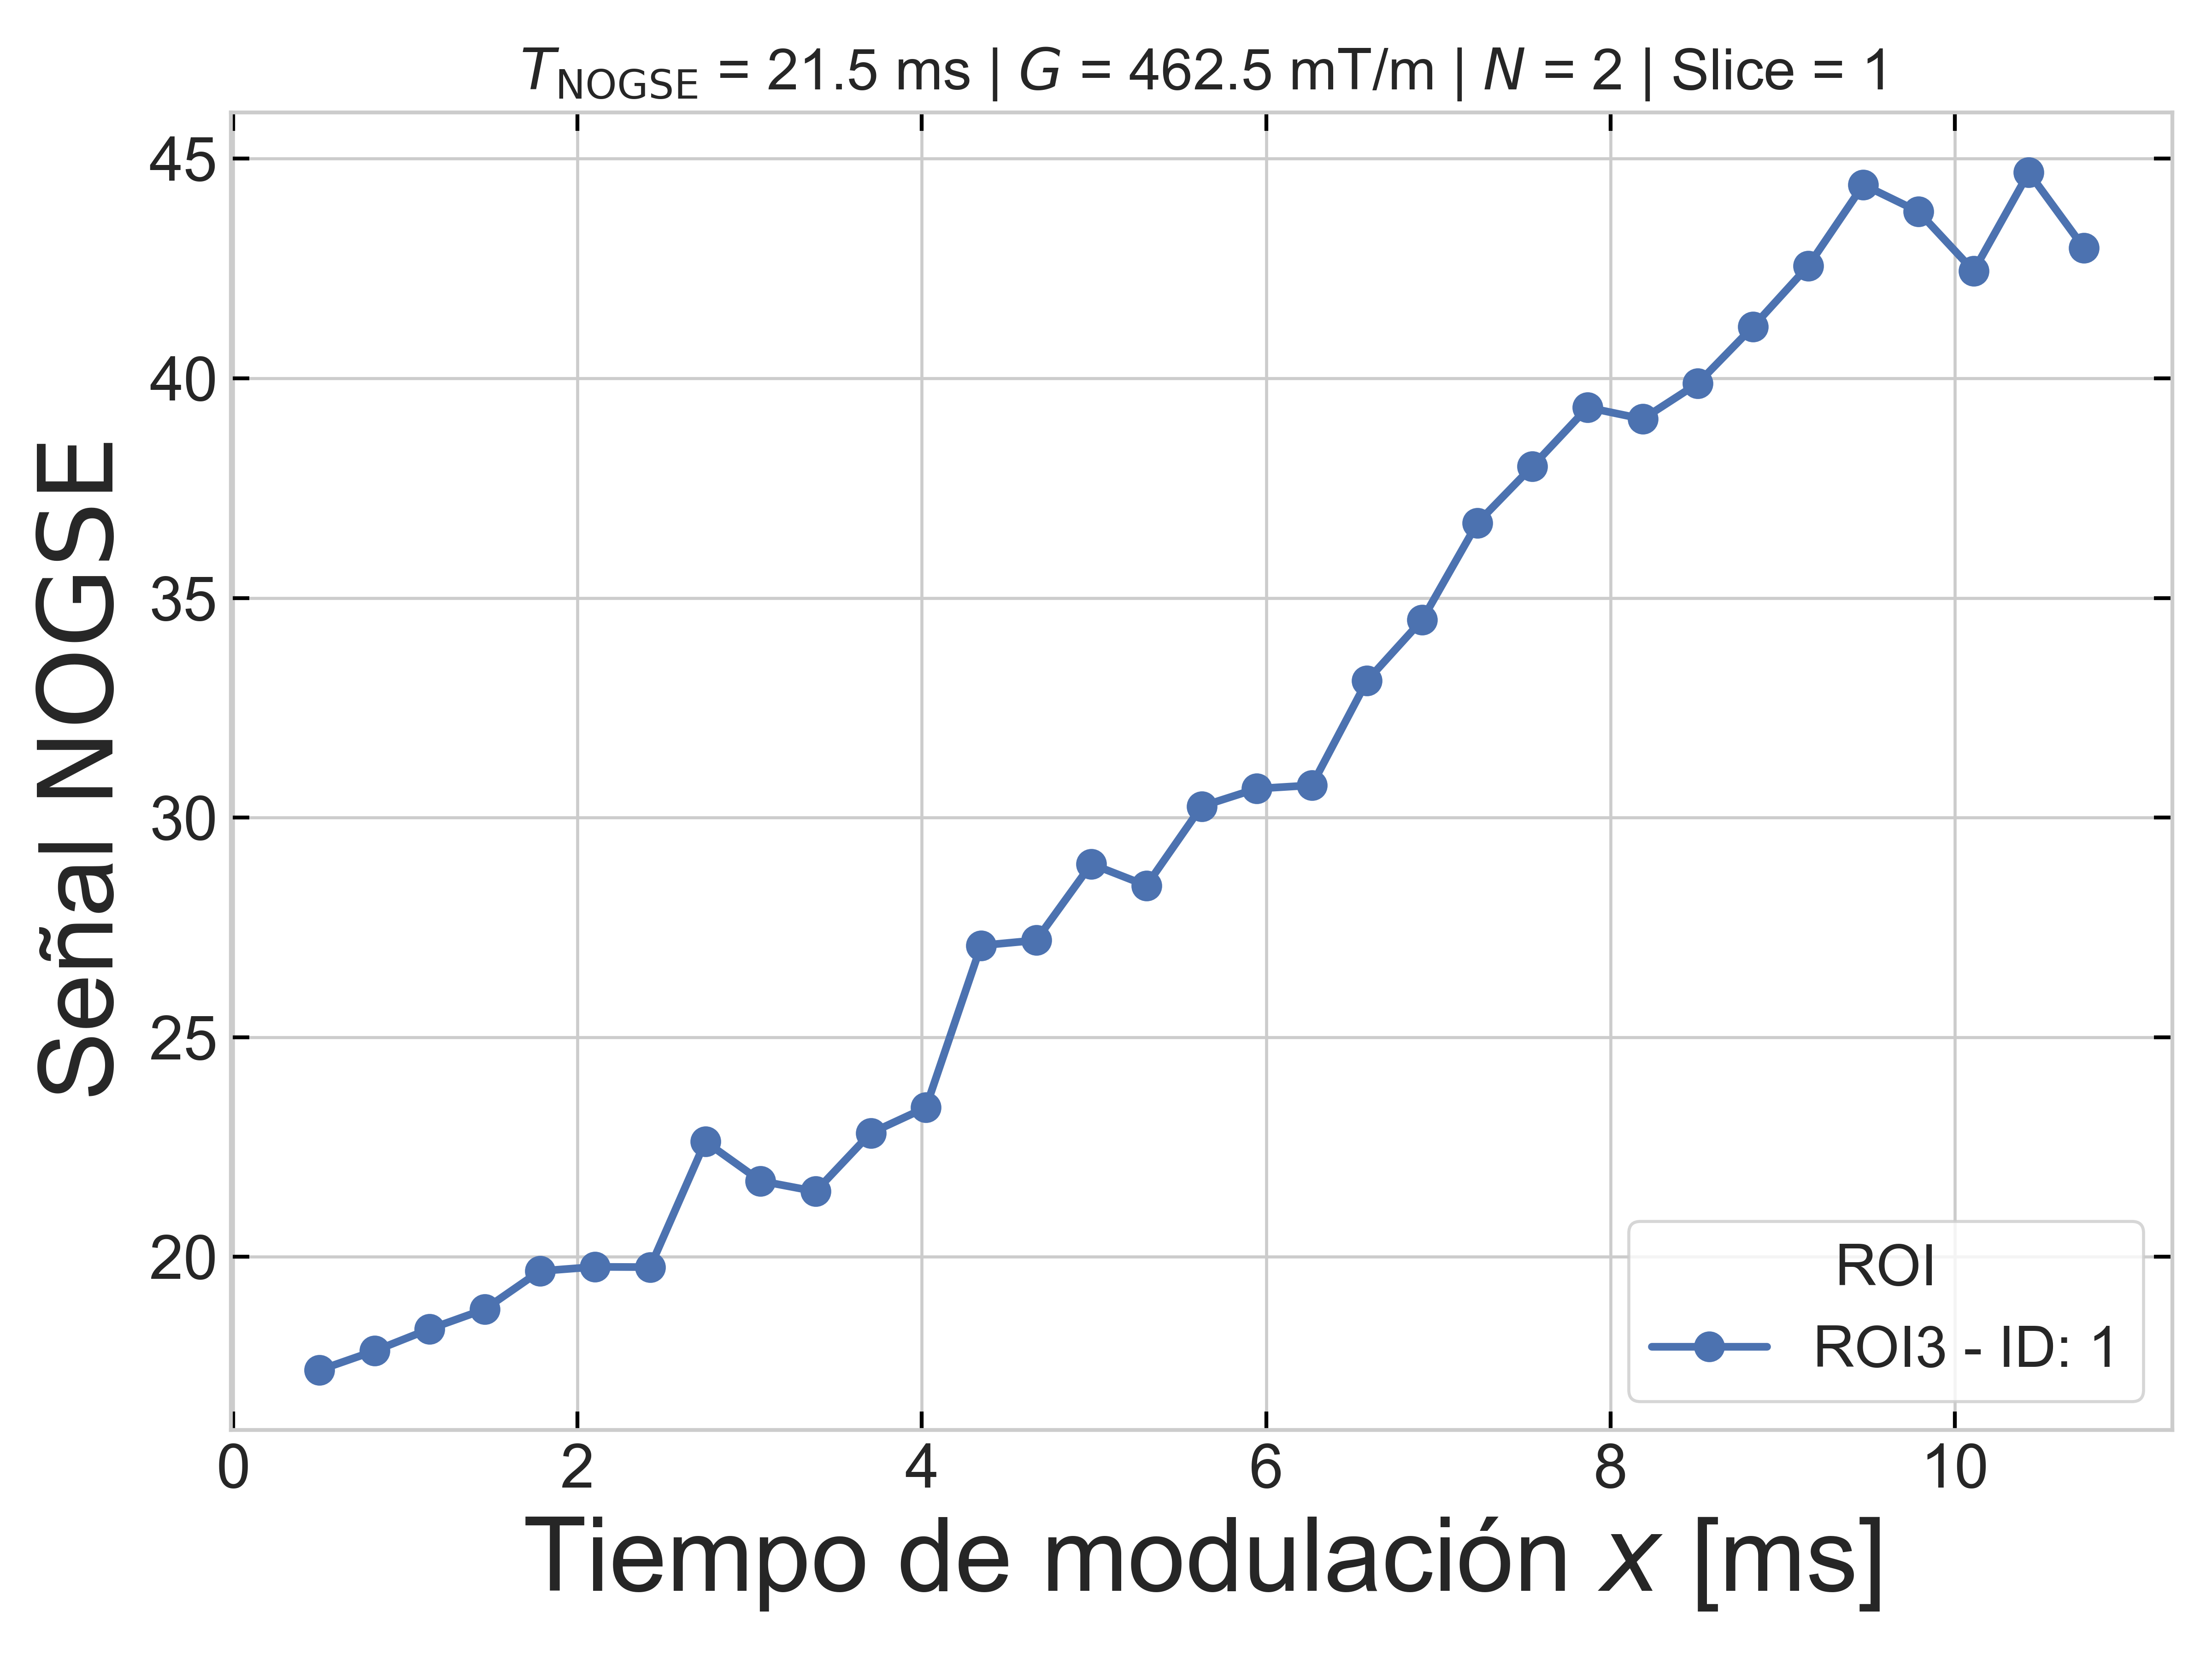 T_NOGSE = 21.5 ms | G = 462.5 mT/m | N = 2 | Slice = 1
Señal NOGSE
45
40
35
30
25
20
ROI
ROI3 - ID: 1
0 2 4 6 8 10
Tiempo de modulación x [ms]